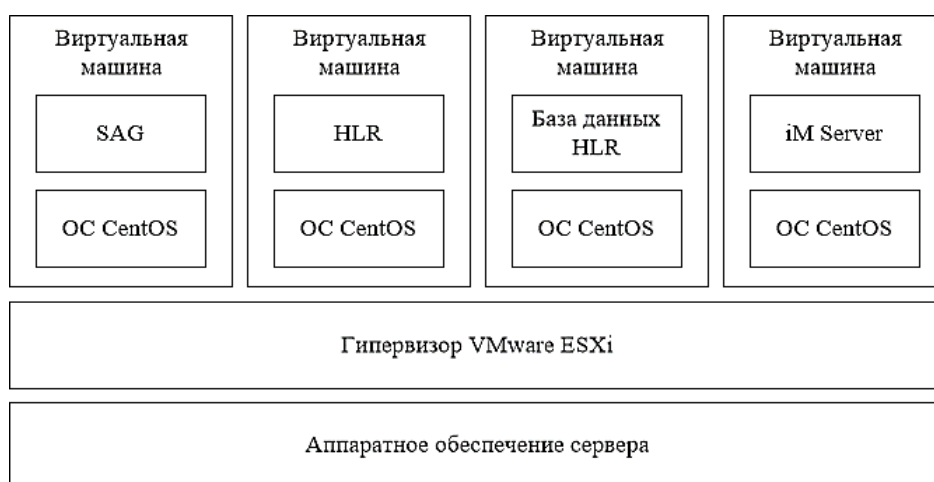 Виртуальная
машина
SAG
ОС CentOS
Виртуальная
машина
HLR
ОС CentOS
Виртуальная
машина
База данных
HLR
ОС CentOS
Виртуальная
машина
iM Server
ОС CentOS
Гипервизор VMware ESXi
Аппаратное обеспечение сервера